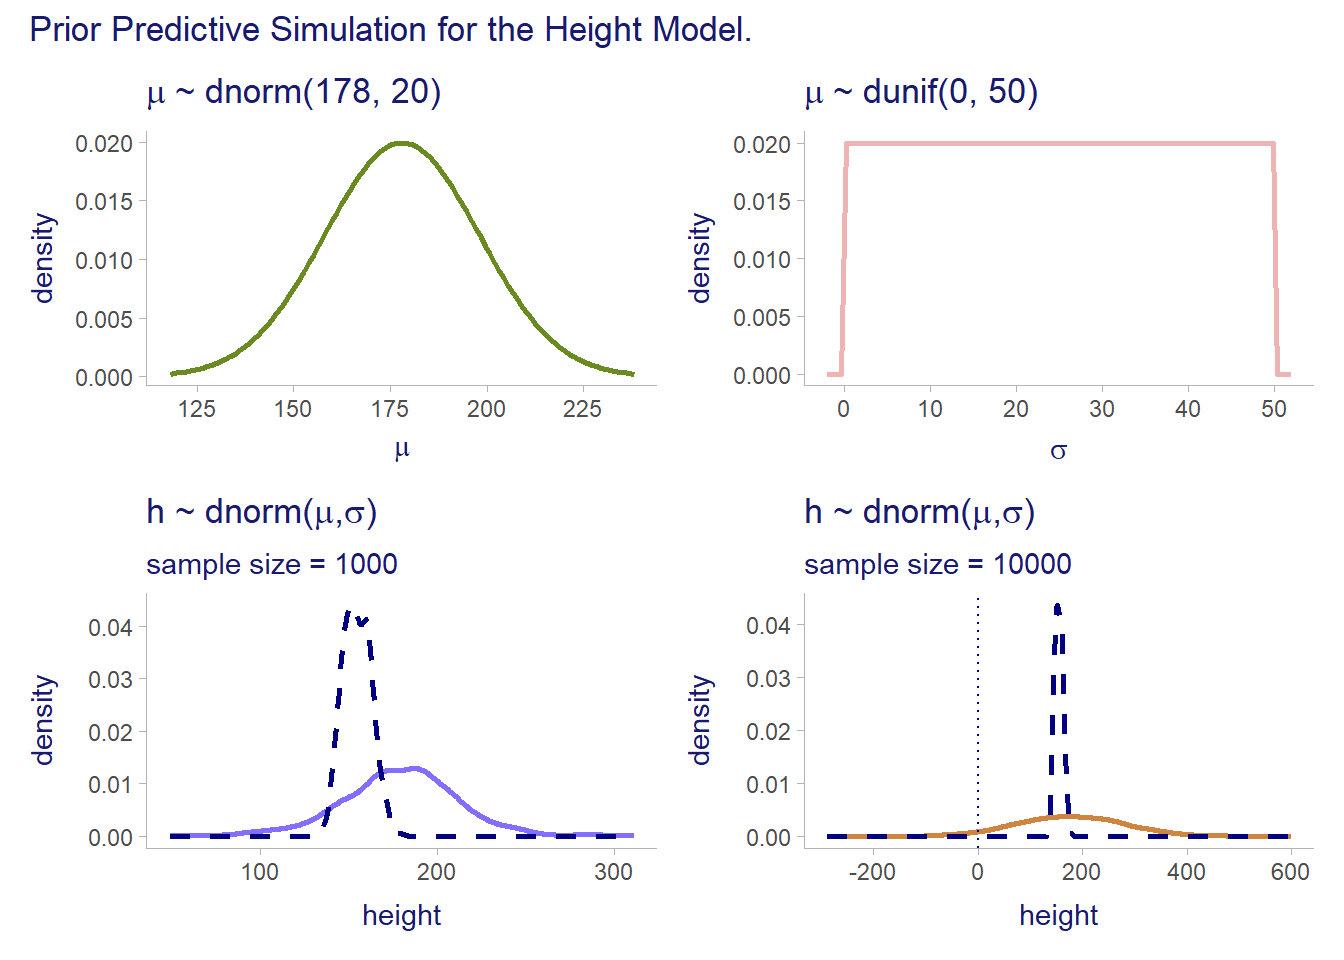 Prior Predictive Simulation for the Height Model.
μ ~ dnorm(178, 20)
0.020
0.015
0.010
0.005
0.000
density
125 150 175 200 225
μ
μ ~ dunif(0, 50)
0.020
0.015
0.010
0.005
0.000
density
0 10 20 30 40 50
σ
h ~ dnorm(μ,σ)
sample size = 1000
0.04
0.03
0.02
0.01
0.00
density
100 200 300
height
h ~ dnorm(μ,σ)
sample size = 10000
0.04
0.03
0.02
0.01
0.00
density
-200 0 200 400 600
height